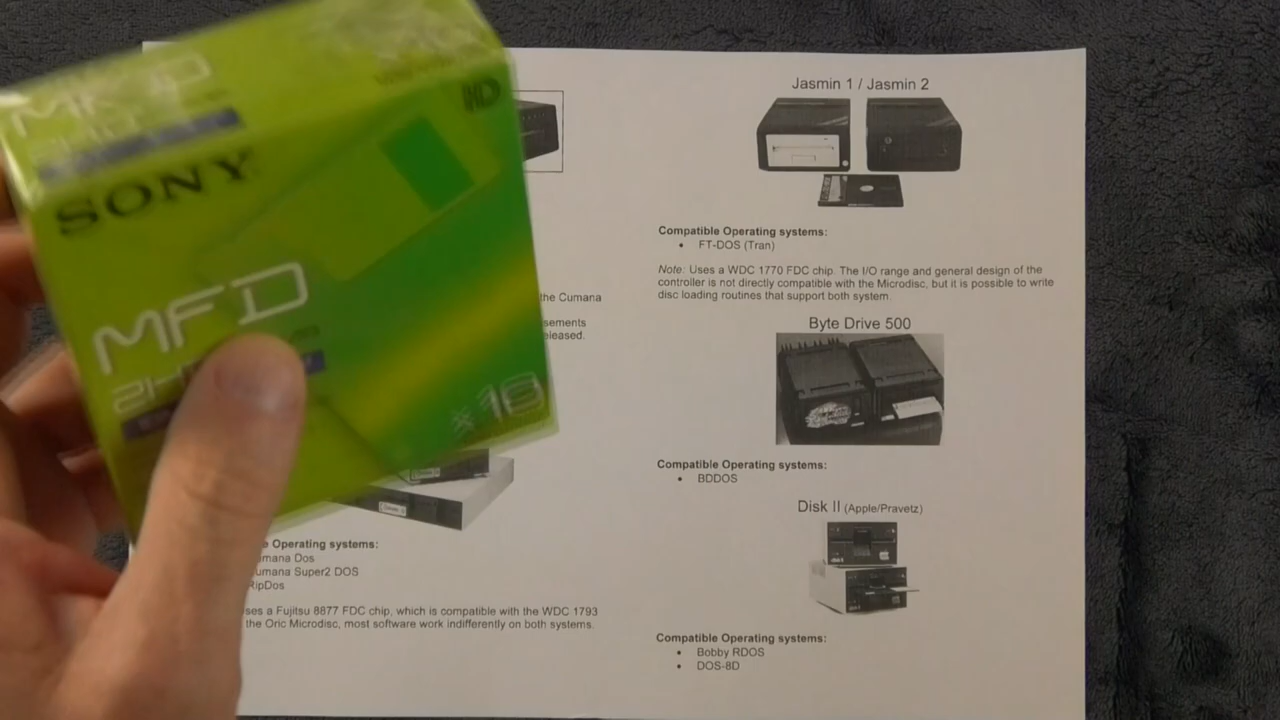 MFD
HD
SONY
MFD
Jasmin 1 / Jasmin 2
Compatible Operating systems:
• FT-DOS (Tran)
Note: Uses a WDC 1770 FDC chip. The I/O range and general design of the
controller is not directly compatible with the Microdisc, but it is possible to write
disc loading routines that support both system.
the Cumana
Byte Drive 500
Compatible Operating systems:
• BDDOS
Disk II (Apple/Pravetz)
Operating systems:
Dos
Super2 DOS
RipDos
a Fujitsu 8877 FDC chip, which is compatible with the WDC 1793
the Oric Microdisc, most software work indifferently on both systems.
Compatible Operating systems:
• Bobby RDOS
• DOS-8D